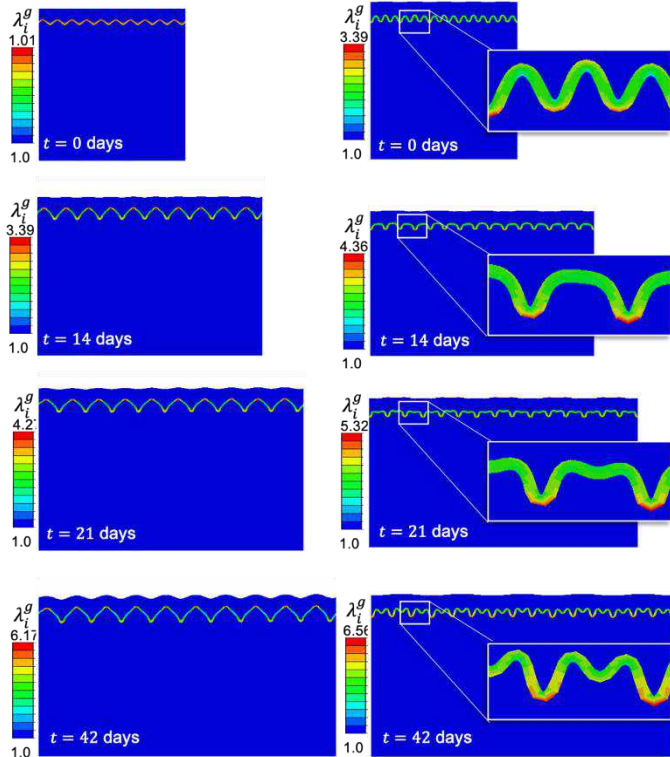 λ_i^g
1.01
1.0
t = 0 days
λ_i^g
3.39
1.0
t = 0 days
λ_i^g
3.39
1.0
t = 14 days
λ_i^g
4.36
1.0
t = 14 days
λ_i^g
4.27
1.0
t = 21 days
λ_i^g
5.32
1.0
t = 21 days
λ_i^g
6.17
1.0
t = 42 days
λ_i^g
6.56
1.0
t = 42 days